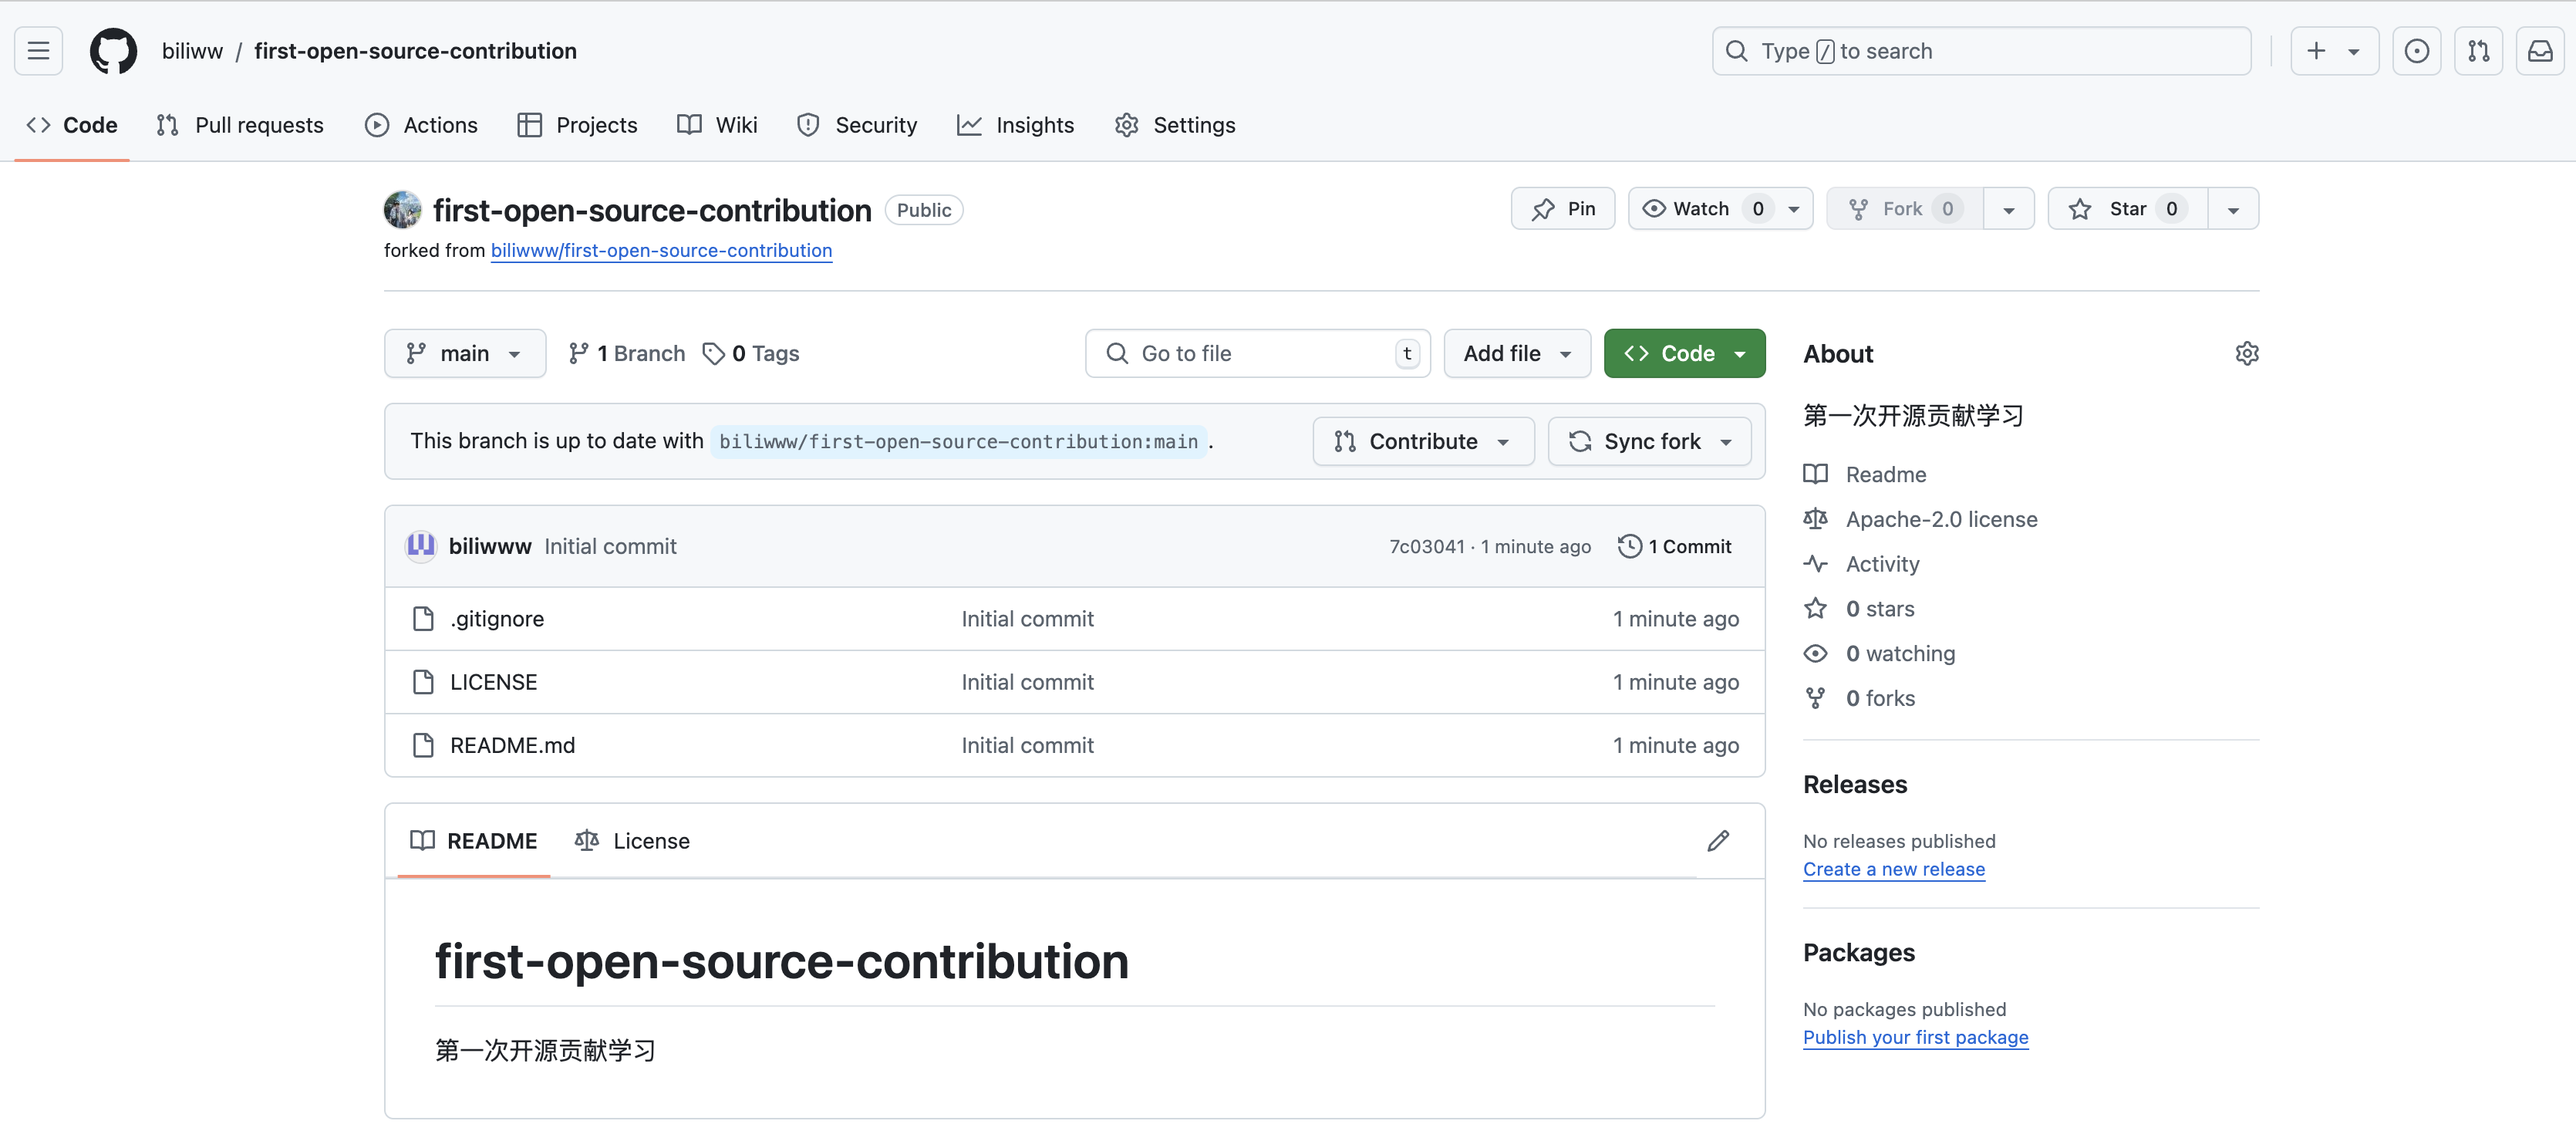 biliww / first-open-source-contribution
Type / to search
Code Pull requests Actions Projects Wiki Security Insights Settings
first-open-source-contribution Public
Pin Watch 0 Fork 0 Star 0
forked from biliwww/first-open-source-contribution
main 1 Branch 0 Tags Go to file t Add file Code
This branch is up to date with biliwww/first-open-source-contribution:main . Contribute Sync fork
biliwww Initial commit 7c03041 · 1 minute ago 1 Commit
.gitignore Initial commit 1 minute ago
LICENSE Initial commit 1 minute ago
README.md Initial commit 1 minute ago
README License
first-open-source-contribution
第一次开源贡献学习
About
第一次开源贡献学习
Readme
Apache-2.0 license
Activity
0 stars
0 watching
0 forks
Releases
No releases published
Create a new release
Packages
No packages published
Publish your first package